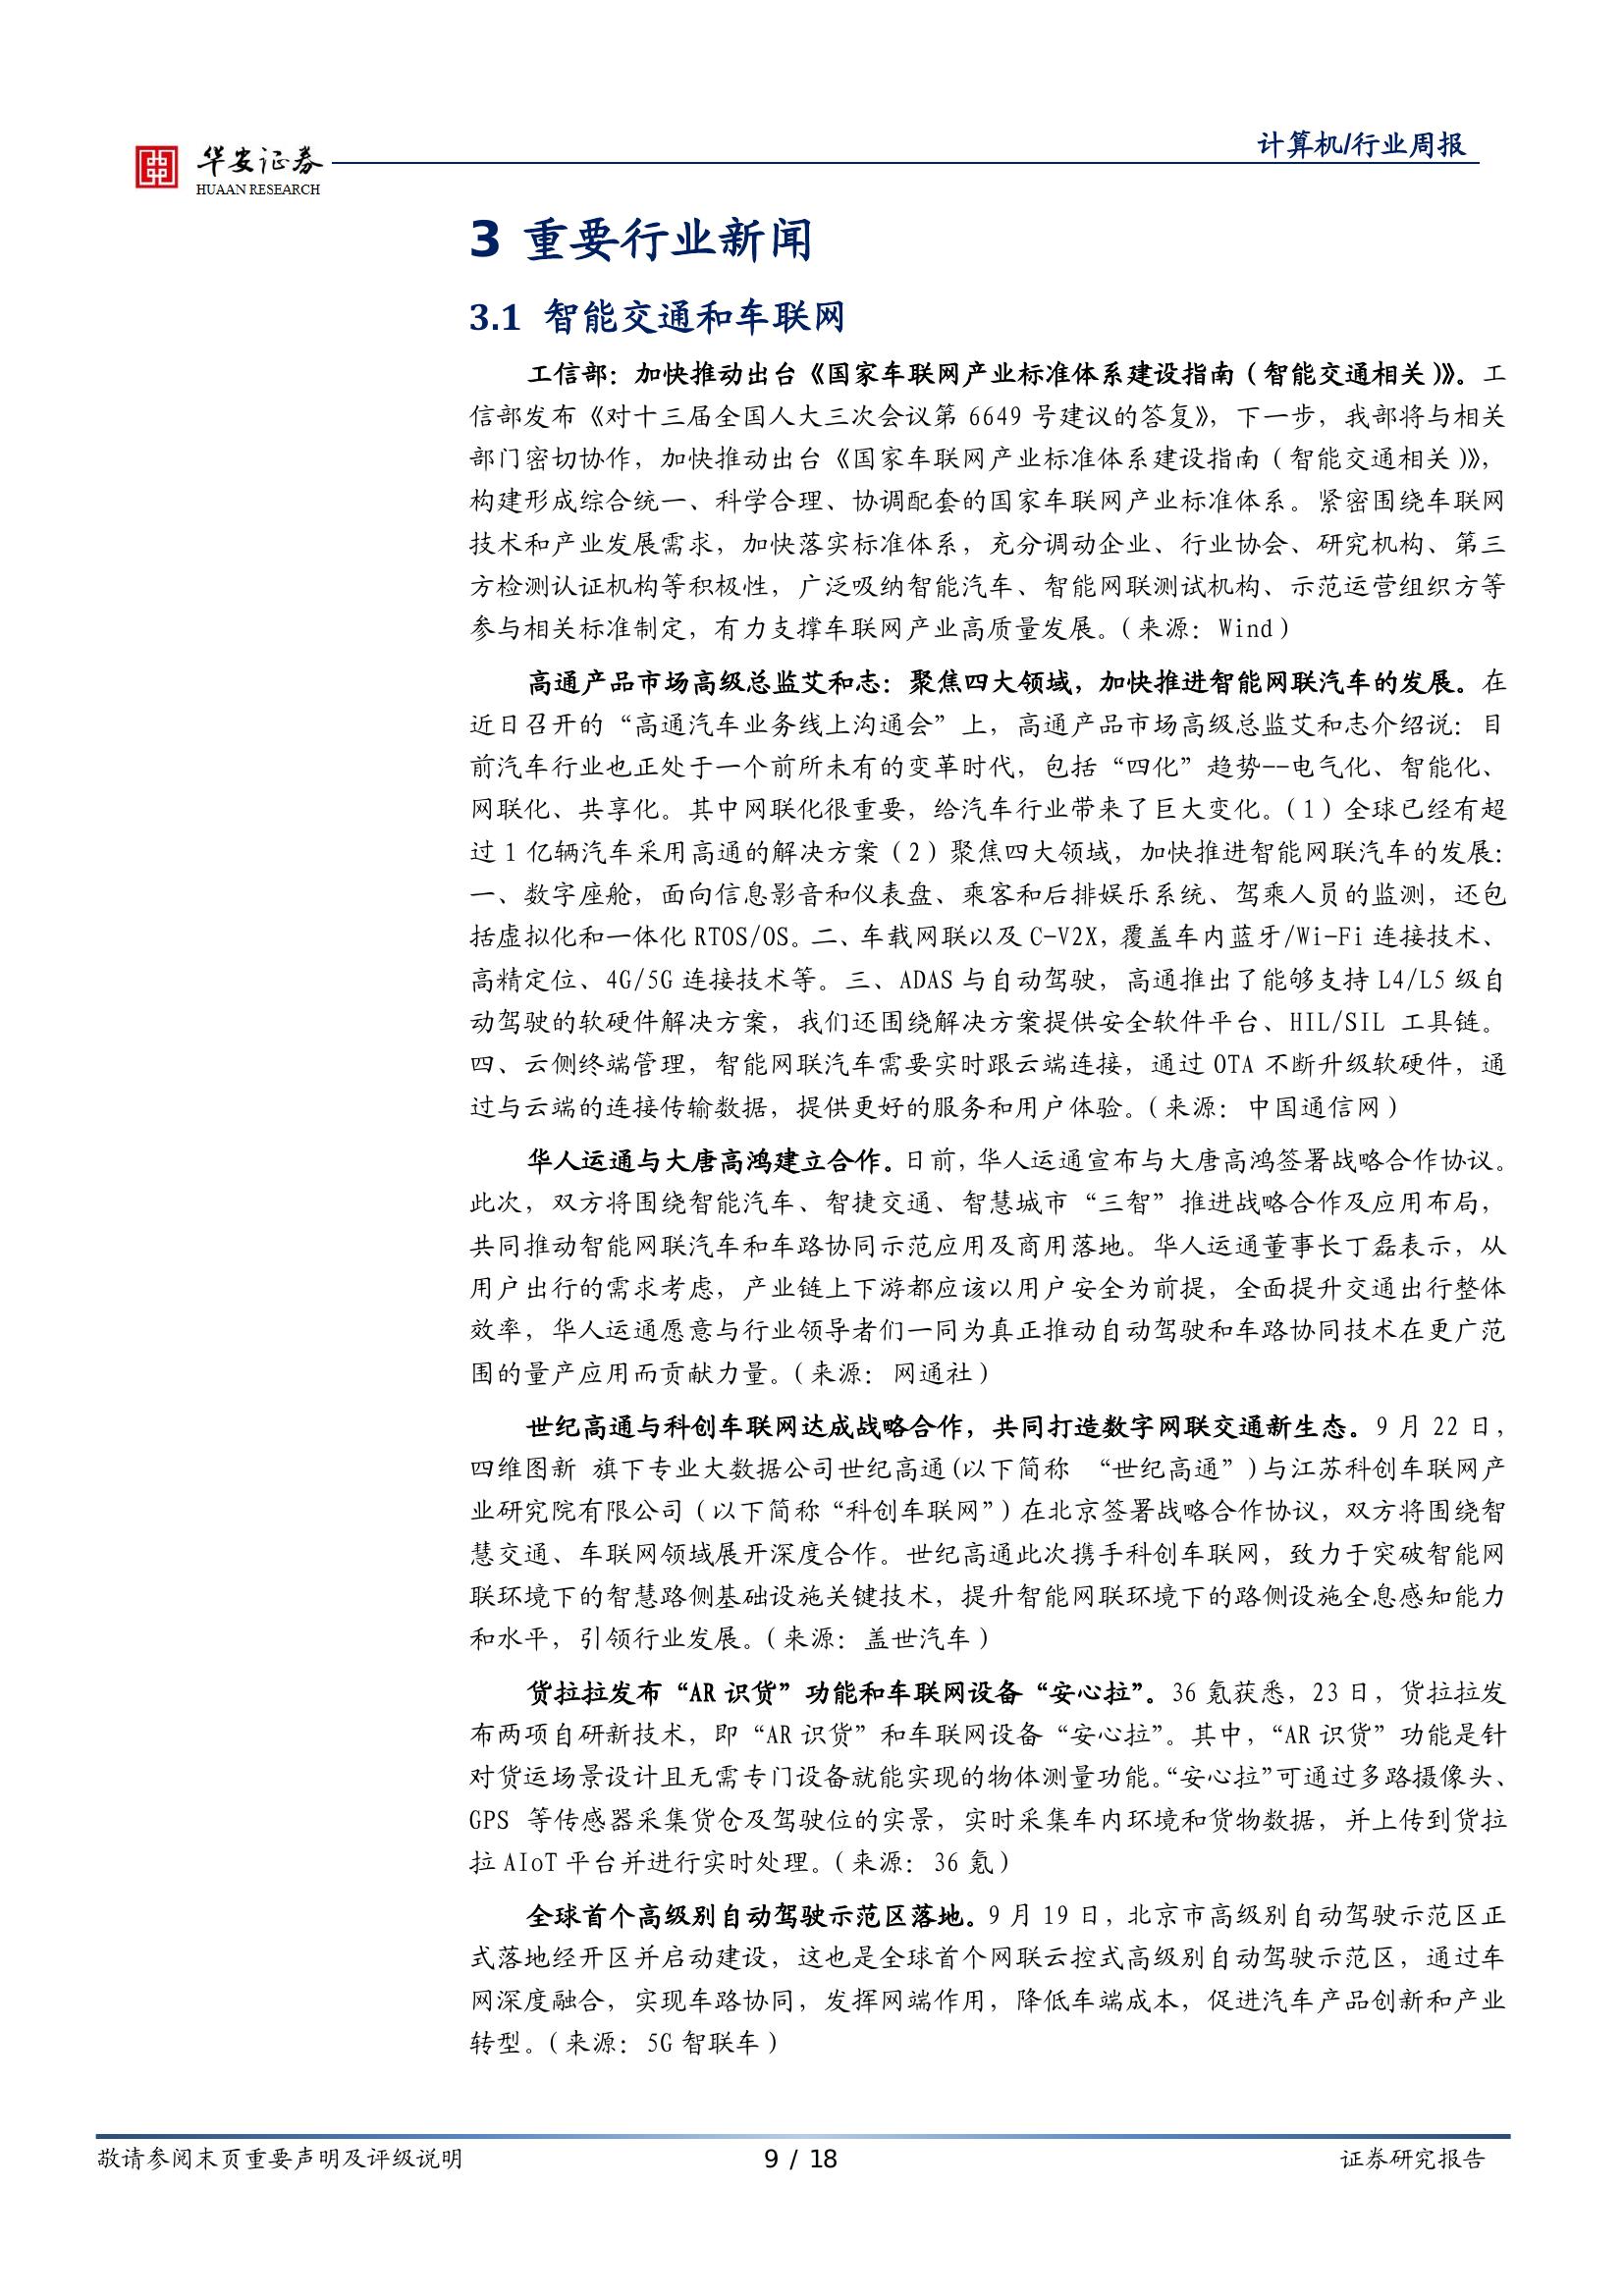 华安证券
HUAAN RESEARCH
计算机/行业周报
3 重要行业新闻
3.1 智能交通和车联网
工信部：加快推动出台《国家车联网产业标准体系建设指南（智能交通相关）》。工
信部发布《对十三届全国人大三次会议第 6649 号建议的答复》，下一步，我部将与相关
部门密切协作，加快推动出台《国家车联网产业标准体系建设指南（智能交通相关）》，
构建形成综合统一、科学合理、协调配套的国家车联网产业标准体系。紧密围绕车联网
技术和产业发展需求，加快落实标准体系，充分调动企业、行业协会、研究机构、第三
方检测认证机构等积极性，广泛吸纳智能汽车、智能网联测试机构、示范运营组织方等
参与相关标准制定，有力支撑车联网产业高质量发展。（来源：Wind）
高通产品市场高级总监艾和志：聚焦四大领域，加快推进智能网联汽车的发展。在
近日召开的“高通汽车业务线上沟通会”上，高通产品市场高级总监艾和志介绍说：目
前汽车行业也正处于一个前所未有的变革时代，包括“四化”趋势--电气化、智能化、
网联化、共享化。其中网联化很重要，给汽车行业带来了巨大变化。（1）全球已经有超
过 1 亿辆汽车采用高通的解决方案（2）聚焦四大领域，加快推进智能网联汽车的发展：
一、数字座舱，面向信息影音和仪表盘、乘客和后排娱乐系统、驾乘人员的监测，还包
括虚拟化和一体化 RTOS/OS。二、车载网联以及 C-V2X，覆盖车内蓝牙/Wi-Fi 连接技术、
高精定位、4G/5G 连接技术等。三、ADAS 与自动驾驶，高通推出了能够支持 L4/L5 级自
动驾驶的软硬件解决方案，我们还围绕解决方案提供安全软件平台、HIL/SIL 工具链。
四、云侧终端管理，智能网联汽车需要实时跟云端连接，通过 OTA 不断升级软硬件，通
过与云端的连接传输数据，提供更好的服务和用户体验。（来源：中国通信网）
华人运通与大唐高鸿建立合作。日前，华人运通宣布与大唐高鸿签署战略合作协议。
此次，双方将围绕智能汽车、智捷交通、智慧城市“三智”推进战略合作及应用布局，
共同推动智能网联汽车和车路协同示范应用及商用落地。华人运通董事长丁磊表示，从
用户出行的需求考虑，产业链上下游都应该以用户安全为前提，全面提升交通出行整体
效率，华人运通愿意与行业领导者们一同为真正推动自动驾驶和车路协同技术在更广范
围的量产应用而贡献力量。（来源：网通社）
世纪高通与科创车联网达成战略合作，共同打造数字网联交通新生态。9 月 22 日，
四维图新 旗下专业大数据公司世纪高通(以下简称 “世纪高通”)与江苏科创车联网产
业研究院有限公司（以下简称“科创车联网”）在北京签署战略合作协议，双方将围绕智
慧交通、车联网领域展开深度合作。世纪高通此次携手科创车联网，致力于突破智能网
联环境下的智慧路侧基础设施关键技术，提升智能网联环境下的路侧设施全息感知能力
和水平，引领行业发展。（来源：盖世汽车）
货拉拉发布“AR 识货”功能和车联网设备“安心拉”。36 氪获悉，23 日，货拉拉发
布两项自研新技术，即“AR 识货”和车联网设备“安心拉”。其中，“AR 识货”功能是针
对货运场景设计且无需专门设备就能实现的物体测量功能。“安心拉”可通过多路摄像头、
GPS 等传感器采集货仓及驾驶位的实景，实时采集车内环境和货物数据，并上传到货拉
拉 AIoT 平台并进行实时处理。（来源：36 氪）
全球首个高级别自动驾驶示范区落地。9 月 19 日，北京市高级别自动驾驶示范区正
式落地经开区并启动建设，这也是全球首个网联云控式高级别自动驾驶示范区，通过车
网深度融合，实现车路协同，发挥网端作用，降低车端成本，促进汽车产品创新和产业
转型。（来源：5G 智联车）
敬请参阅末页重要声明及评级说明
9 / 18
证券研究报告